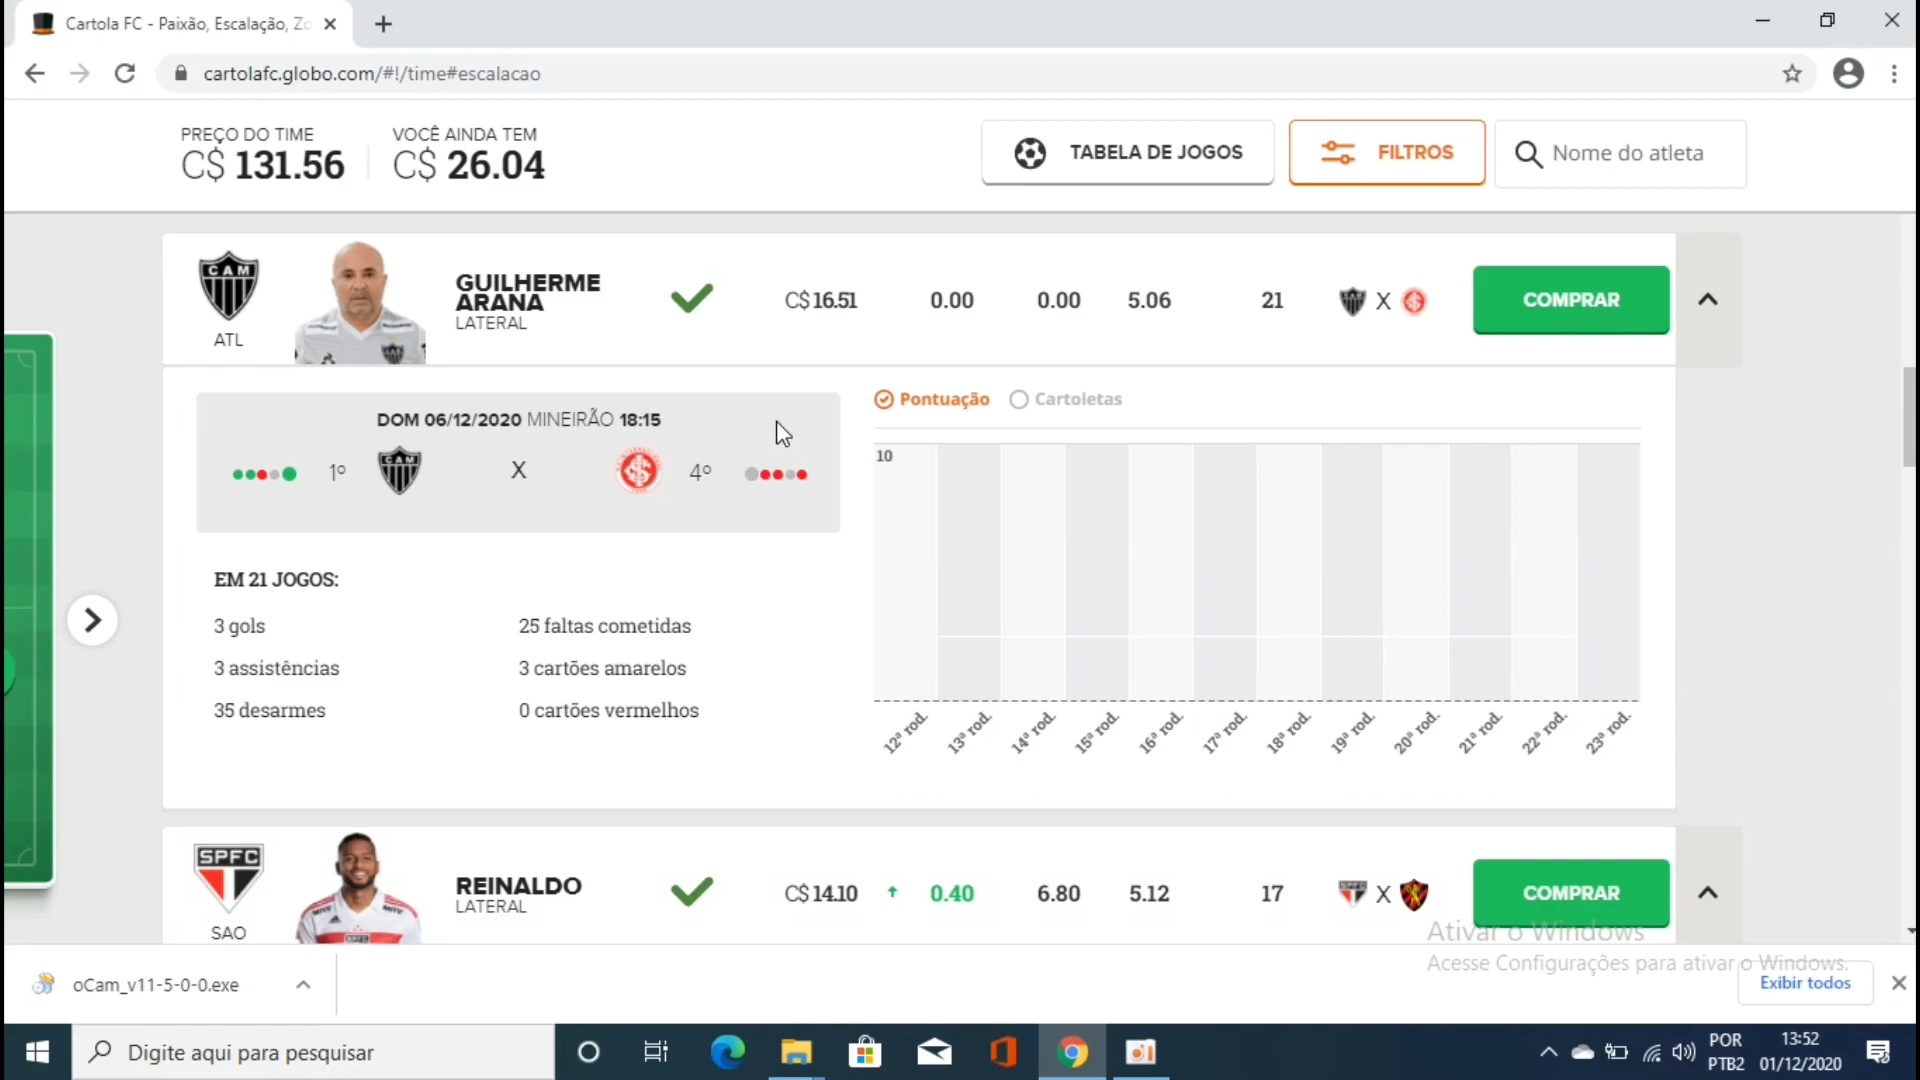 Cartola FC - Paixão, Escalação, Zo
cartolafc.globo.com/#!/time#escalacao
PREÇO DO TIME
C$ 131.56
VOCÊ AINDA TEM
C$ 26.04
TABELA DE JOGOS
FILTROS
Nome do atleta
CAM
ATL
GUILHERME
ARANA
LATERAL
C$ 16.51 0.00 0.00 5.06 21 X COMPRAR
DOM 06/12/2020 MINEIRÃO 18:15
1º CAM X 4º
EM 21 JOGOS:
3 gols 25 faltas cometidas
3 assistências 3 cartões amarelos
35 desarmes 0 cartões vermelhos
Pontuação Cartoletas
10
12ª rod. 13ª rod. 14ª rod. 15ª rod. 16ª rod. 17ª rod. 18ª rod. 19ª rod. 20ª rod. 21ª rod. 22ª rod. 23ª rod.
SPFC
SAO
REINALDO
LATERAL
C$ 14.10 0.40 6.80 5.12 17 X COMPRAR
Ativar o Windows
Acesse Configurações para ativar o Windows.
oCam_v11-5-0-0.exe
Exibir todos
Digite aqui para pesquisar
POR
PTB2
13:52
01/12/2020